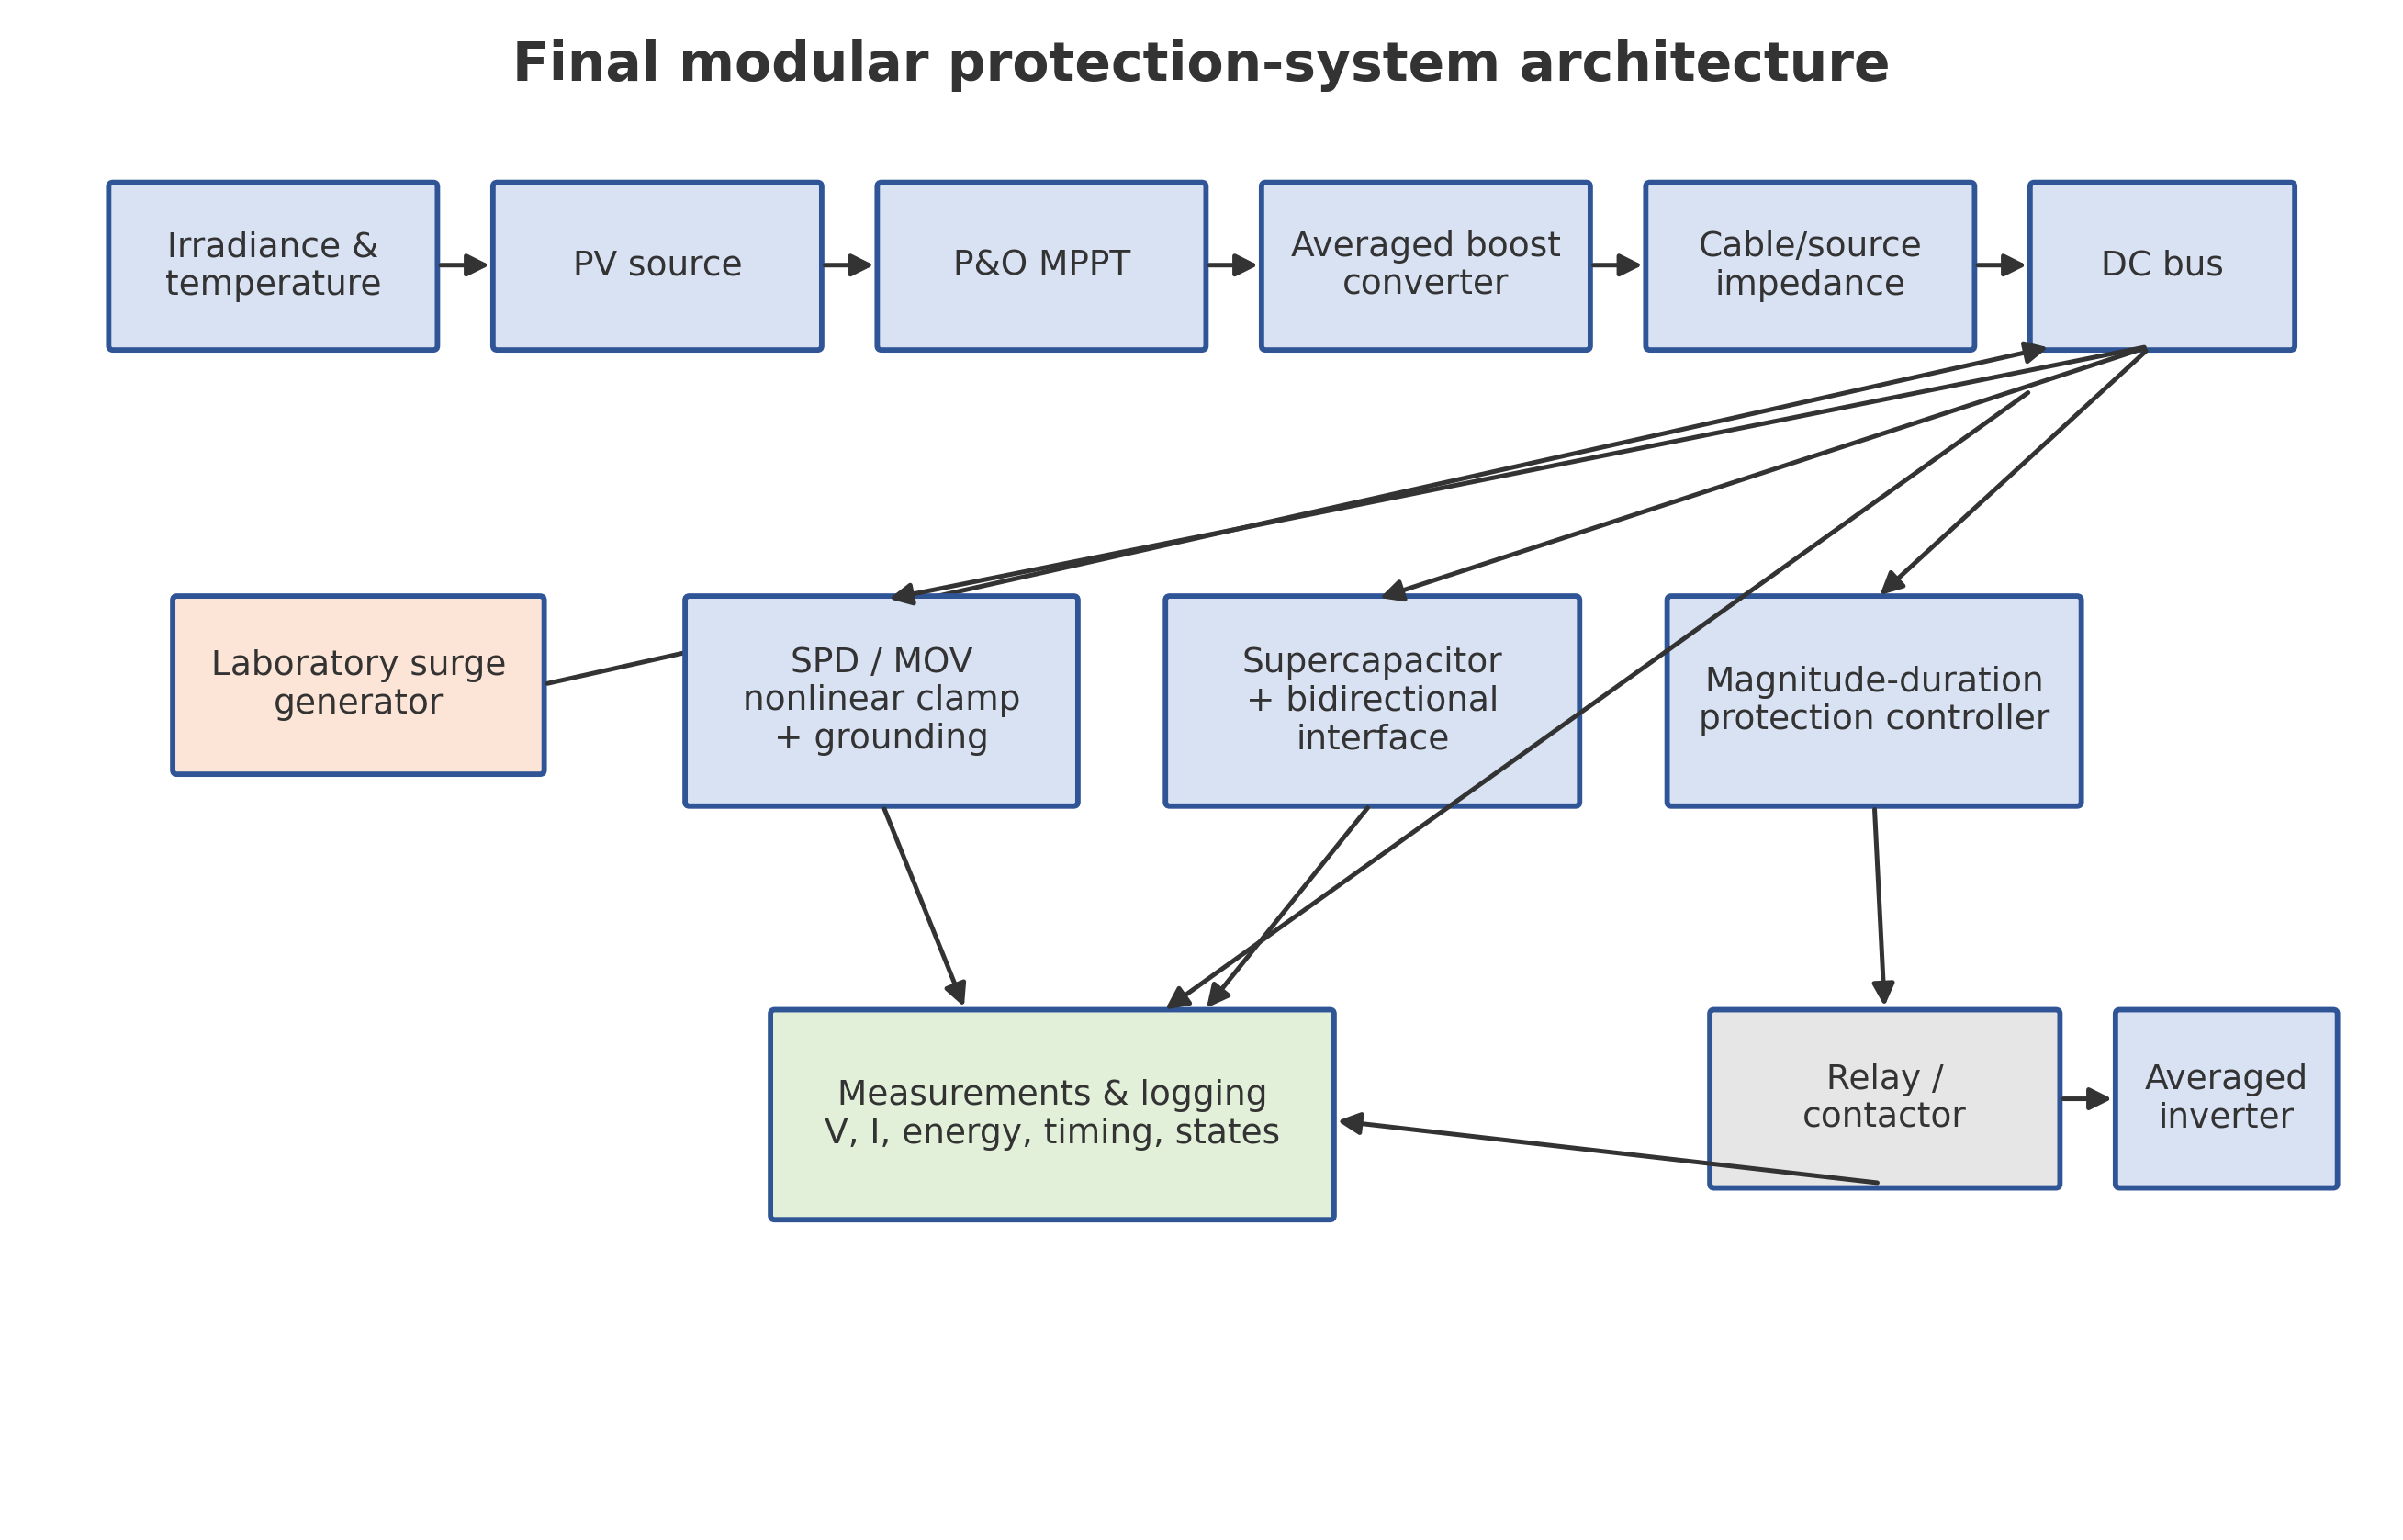 Final modular protection-system architecture
Irradiance &
temperature
PV source
P&O MPPT
Averaged boost
converter
Cable/source
impedance
DC bus
Laboratory surge
generator
SPD / MOV
nonlinear clamp
+ grounding
Supercapacitor
+ bidirectional
interface
Magnitude-duration
protection controller
Measurements & logging
V, I, energy, timing, states
Relay /
contactor
Averaged
inverter